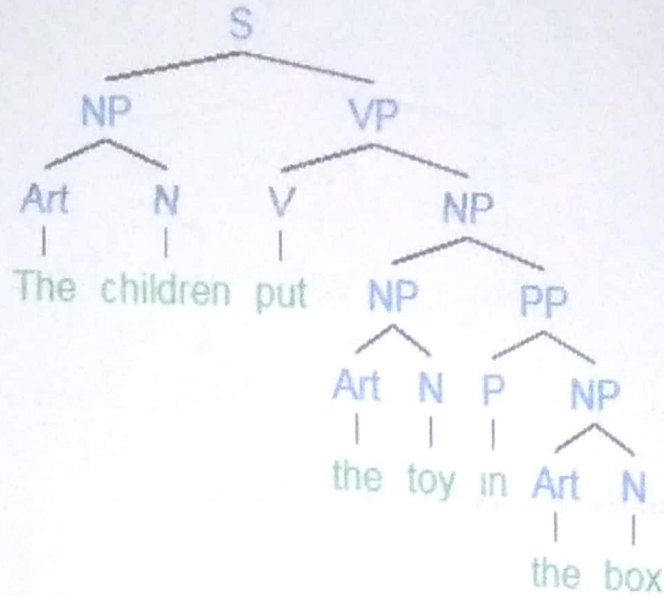 S
NP VP
Art N V NP
The children put NP PP
Art N P NP
the toy in Art N
the box